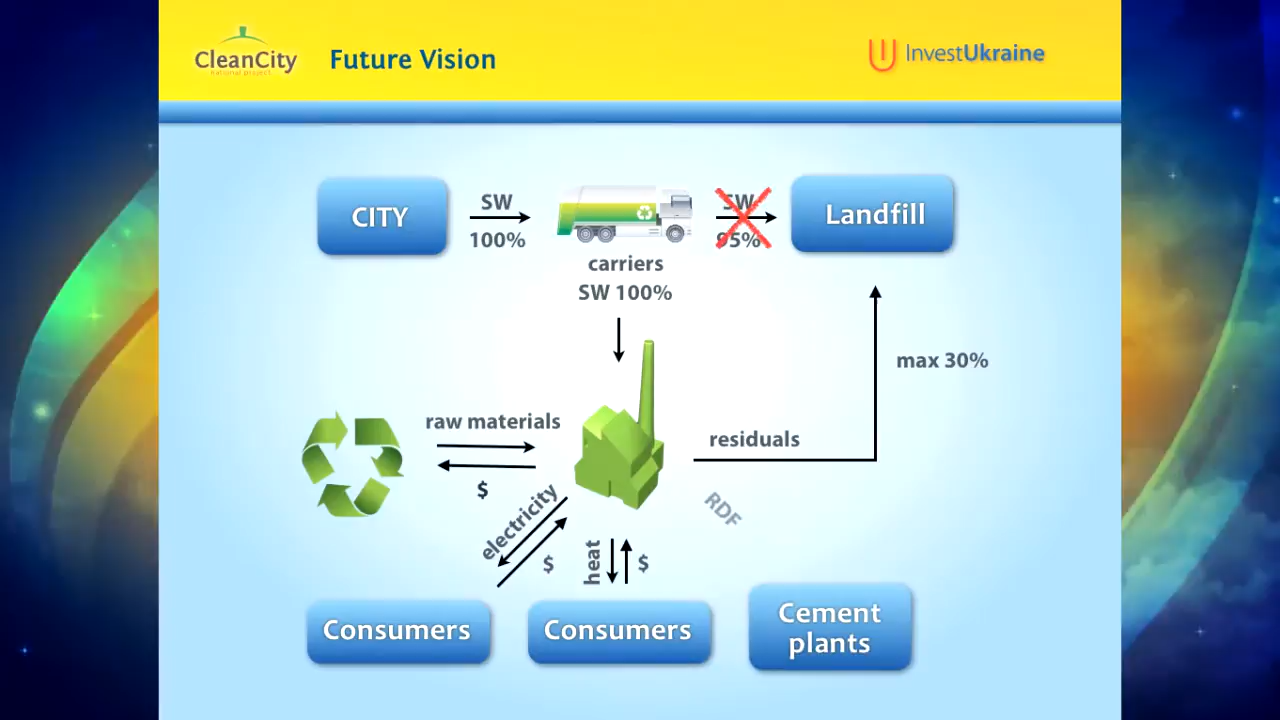 CleanCity
national project
Future Vision
InvestUkraine
CITY
SW
100%
carriers
SW 100%
SW
95%
Landfill
max 30%
raw materials
$
residuals
RDF
electricity
$
heat
$
Consumers
Consumers
Cement
plants